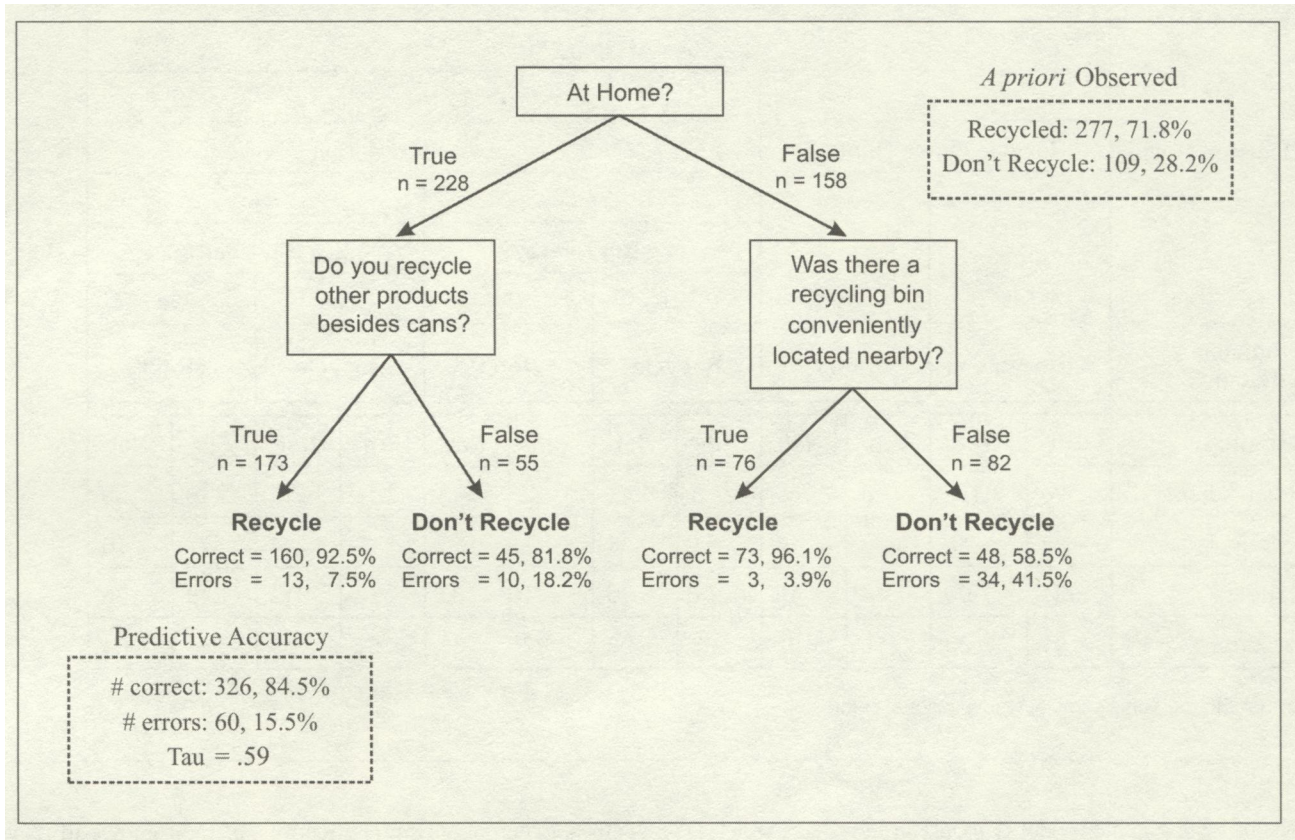 At Home?
A priori Observed
Recycled: 277, 71.8%
Don't Recycle: 109, 28.2%
True
n = 228
False
n = 158
Do you recycle
other products
besides cans?
Was there a
recycling bin
conveniently
located nearby?
True
n = 173
False
n = 55
True
n = 76
False
n = 82
Recycle
Correct = 160, 92.5%
Errors = 13, 7.5%
Don't Recycle
Correct = 45, 81.8%
Errors = 10, 18.2%
Recycle
Correct = 73, 96.1%
Errors = 3, 3.9%
Don't Recycle
Correct = 48, 58.5%
Errors = 34, 41.5%
Predictive Accuracy
# correct: 326, 84.5%
# errors: 60, 15.5%
Tau = .59